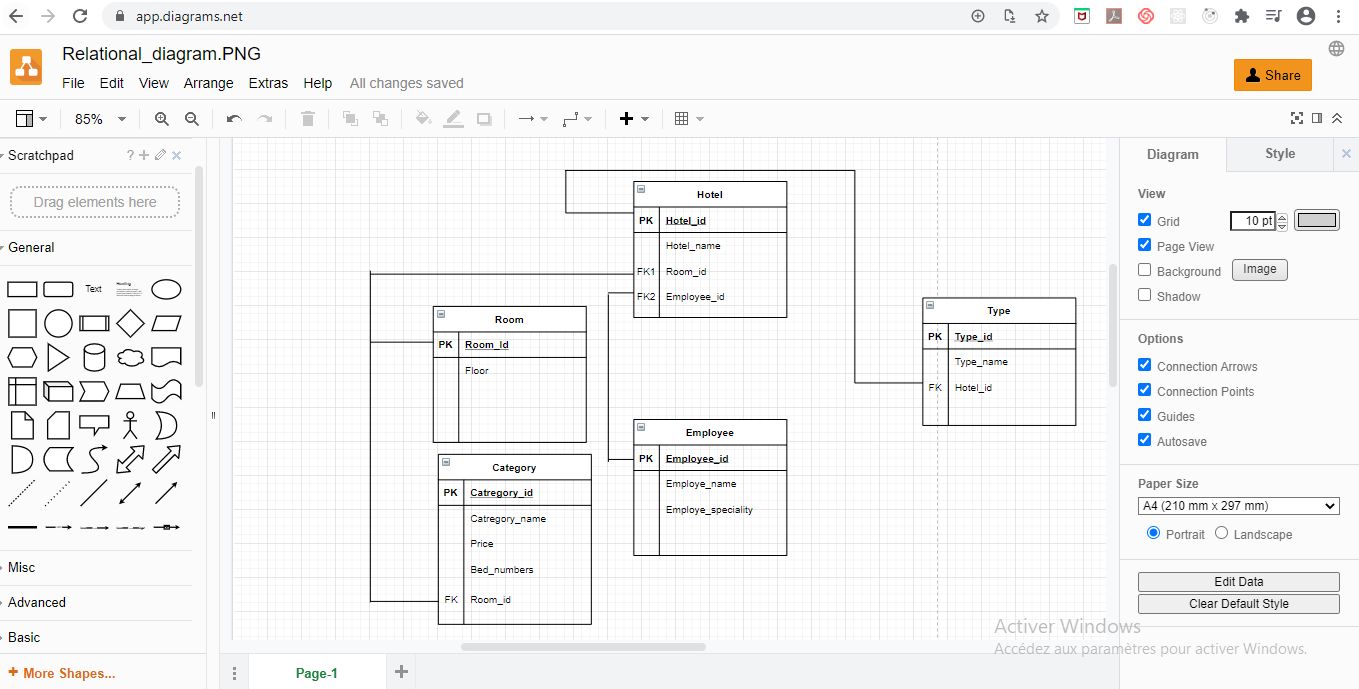 app.diagrams.net
Relational_diagram.PNG
File Edit View Arrange Extras Help All changes saved
Share
85%
Scratchpad
?
Drag elements here
General
Text
Misc
Advanced
Basic
+ More Shapes...
Hotel
PK Hotel_id
Hotel_name
FK1 Room_id
FK2 Employee_id
Room
PK Room_Id
Floor
Type
PK Type_id
Type_name
FK Hotel_id
Employee
PK Employee_id
Employe_name
Employe_speciality
Category
PK Catregory_id
Catregory_name
Price
Bed_numbers
FK Room_id
Page-1
Diagram Style
View
Grid 10 pt
Page View
Background Image
Shadow
Options
Connection Arrows
Connection Points
Guides
Autosave
Paper Size
A4 (210 mm x 297 mm)
Portrait Landscape
Edit Data
Clear Default Style
Activer Windows
Accédez aux paramètres pour activer Windows.